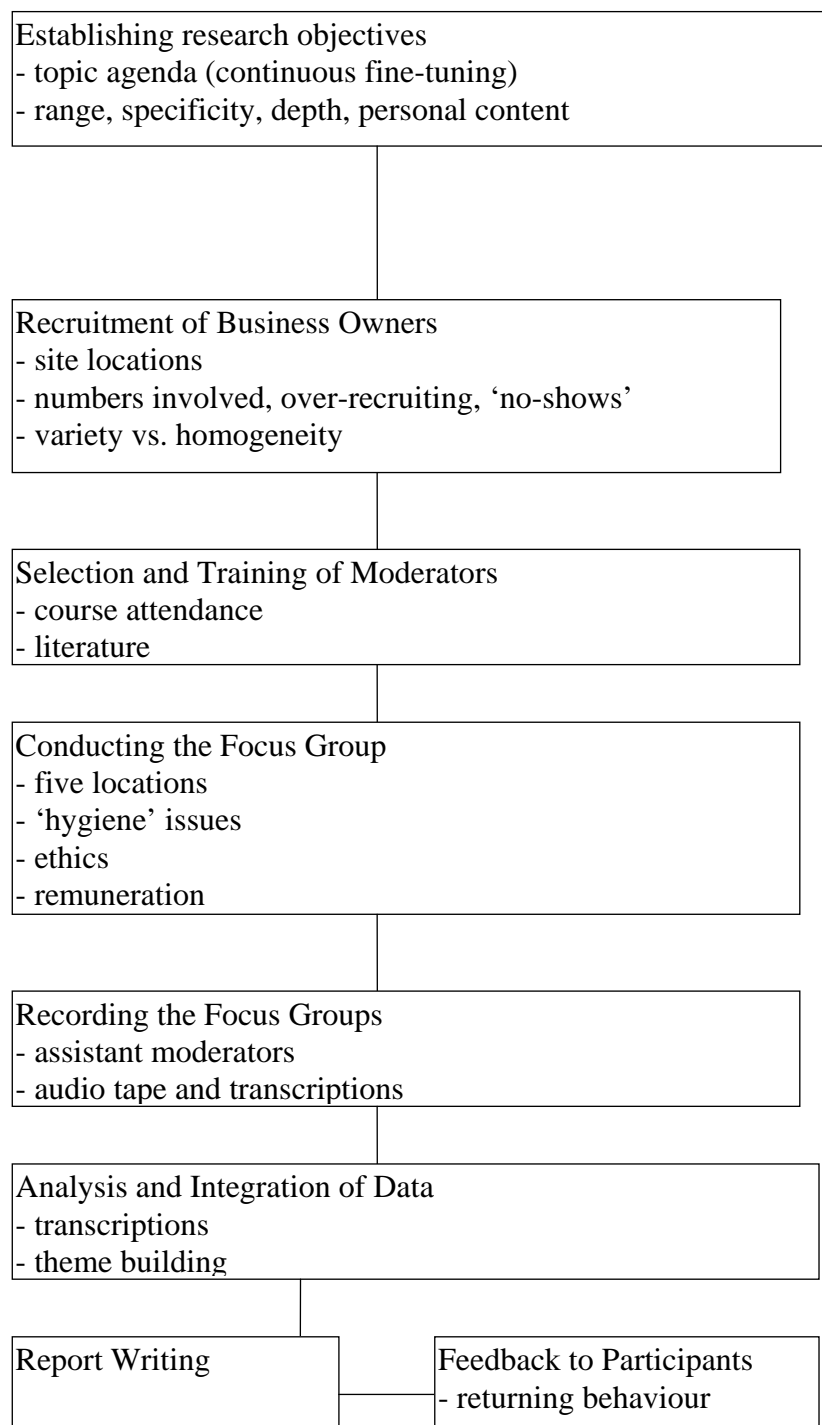 Establishing research objectives
- topic agenda (continuous fine-tuning)
- range, specificity, depth, personal content
Recruitment of Business Owners
- site locations
- numbers involved, over-recruiting, ‘no-shows’
- variety vs. homogeneity
Selection and Training of Moderators
- course attendance
- literature
Conducting the Focus Group
- five locations
- ‘hygiene’ issues
- ethics
- remuneration
Recording the Focus Groups
- assistant moderators
- audio tape and transcriptions
Analysis and Integration of Data
- transcriptions
- theme building
Report Writing
Feedback to Participants
- returning behaviour